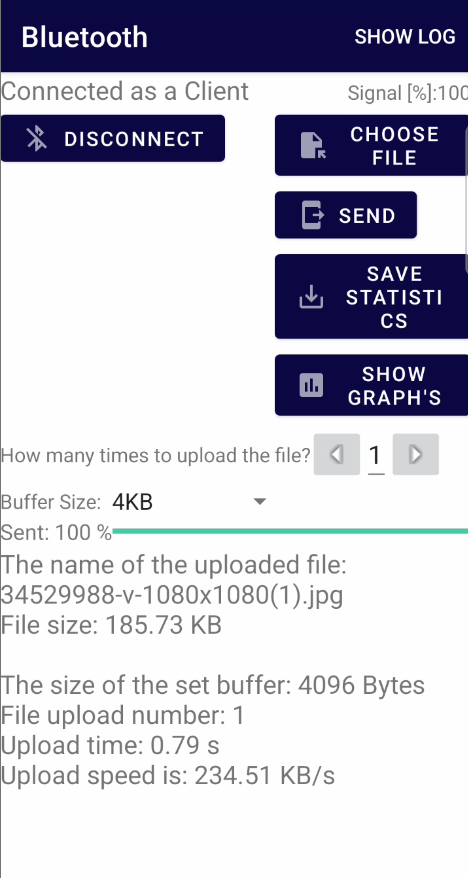 Bluetooth
SHOW LOG
Connected as a Client
Signal [%]:100
DISCONNECT
CHOOSE
FILE
SEND
SAVE
STATISTI
CS
SHOW
GRAPH'S
How many times to upload the file?
1
Buffer Size: 4KB
Sent: 100 %
The name of the uploaded file:
34529988-v-1080x1080(1).jpg
File size: 185.73 KB
The size of the set buffer: 4096 Bytes
File upload number: 1
Upload time: 0.79 s
Upload speed is: 234.51 KB/s